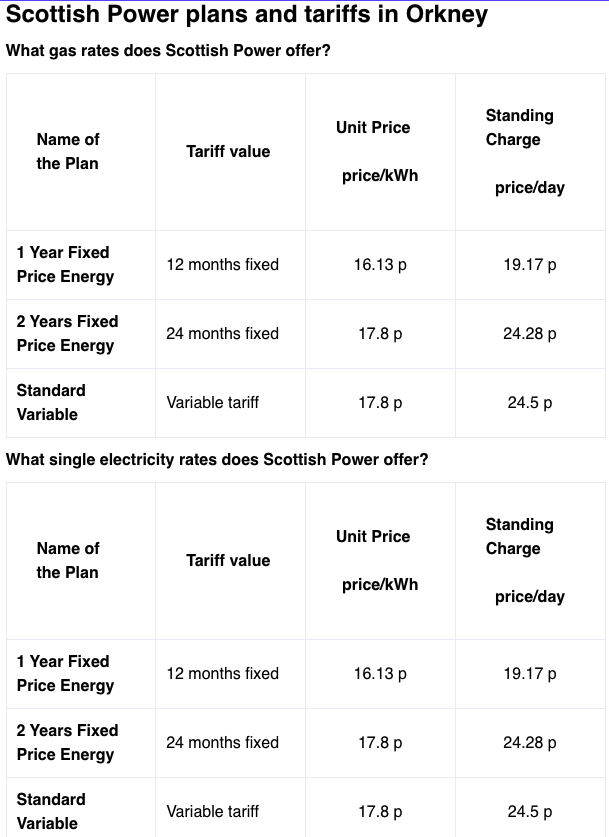 Scottish Power plans and tariffs in Orkney
What gas rates does Scottish Power offer?
Name of
the Plan
Tariff value
Unit Price
price/kWh
Standing
Charge
price/day
1 Year Fixed
Price Energy
12 months fixed
16.13 p
19.17 p
2 Years Fixed
Price Energy
24 months fixed
17.8 p
24.28 p
Standard
Variable
Variable tariff
17.8 p
24.5 p
What single electricity rates does Scottish Power offer?
Name of
the Plan
Tariff value
Unit Price
price/kWh
Standing
Charge
price/day
1 Year Fixed
Price Energy
12 months fixed
16.13 p
19.17 p
2 Years Fixed
Price Energy
24 months fixed
17.8 p
24.28 p
Standard
Variable
Variable tariff
17.8 p
24.5 p